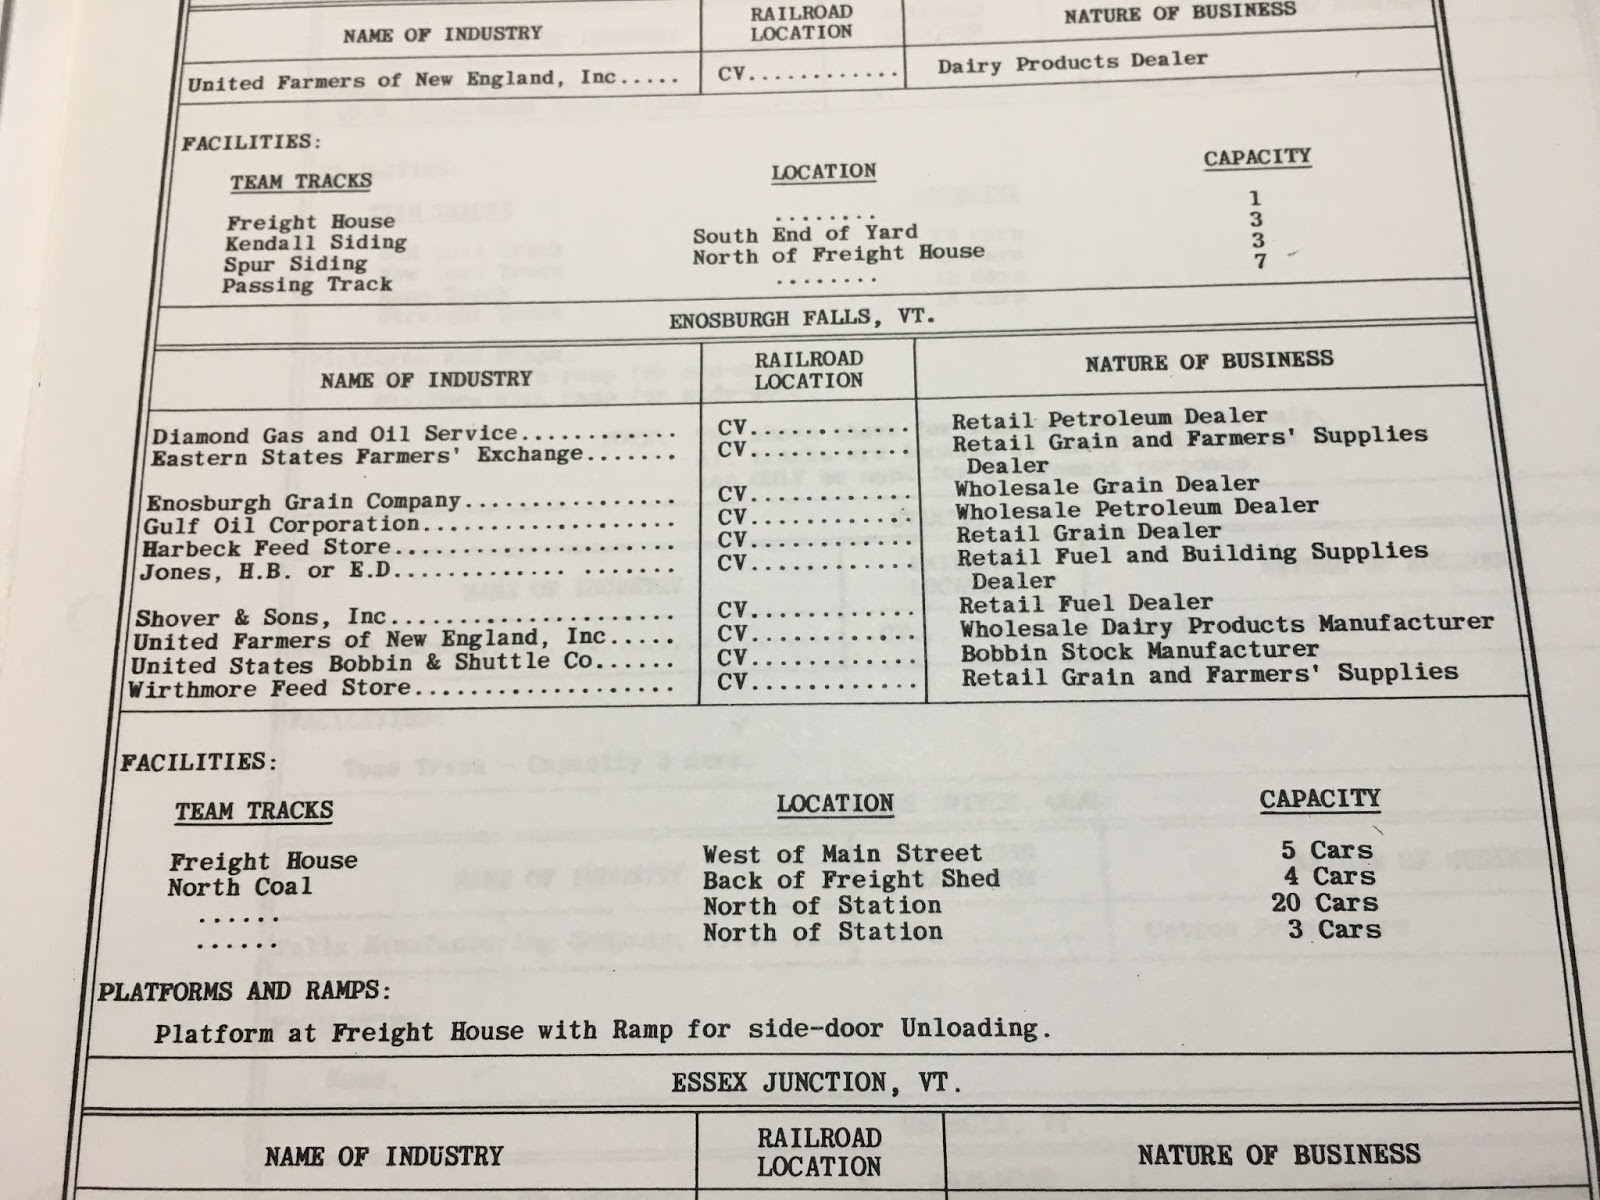 NAME OF INDUSTRY RAILROAD LOCATION NATURE OF BUSINESS
United Farmers of New England, Inc..... CV............ Dairy Products Dealer
FACILITIES:
TEAM TRACKS LOCATION CAPACITY
Freight House ........ 1
Kendall Siding South End of Yard 3
Spur Siding North of Freight House 3
Passing Track ........ 7
ENOSBURGH FALLS, VT.
NAME OF INDUSTRY RAILROAD LOCATION NATURE OF BUSINESS
Diamond Gas and Oil Service............ CV............ Retail Petroleum Dealer
Eastern States Farmers' Exchange....... CV............ Retail Grain and Farmers' Supplies
Dealer
Enosburgh Grain Company................ CV............ Wholesale Grain Dealer
Gulf Oil Corporation................... CV............ Wholesale Petroleum Dealer
Harbeck Feed Store..................... CV............ Retail Grain Dealer
Jones, H.B. or E.D............. ....... CV............ Retail Fuel and Building Supplies
Dealer
Shover & Sons, Inc..................... CV............ Retail Fuel Dealer
United Farmers of New England, Inc..... CV............ Wholesale Dairy Products Manufacturer
United States Bobbin & Shuttle Co...... CV............ Bobbin Stock Manufacturer
Wirthmore Feed Store................... CV............ Retail Grain and Farmers' Supplies
FACILITIES:
TEAM TRACKS LOCATION CAPACITY
Freight House West of Main Street 5 Cars
North Coal Back of Freight Shed 4 Cars
...... North of Station 20 Cars
...... North of Station 3 Cars
PLATFORMS AND RAMPS:
Platform at Freight House with Ramp for side-door Unloading.
ESSEX JUNCTION, VT.
NAME OF INDUSTRY RAILROAD LOCATION NATURE OF BUSINESS